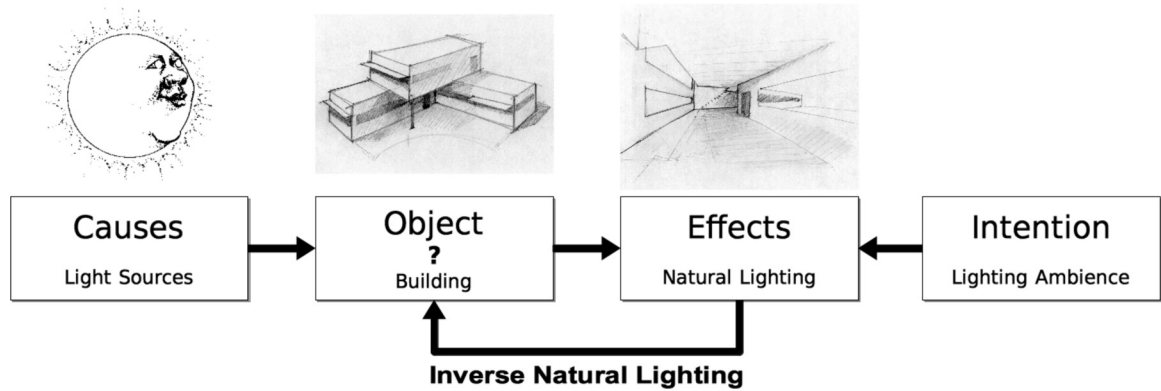 Causes
Light Sources
Object
?
Building
Effects
Natural Lighting
Intention
Lighting Ambience
Inverse Natural Lighting